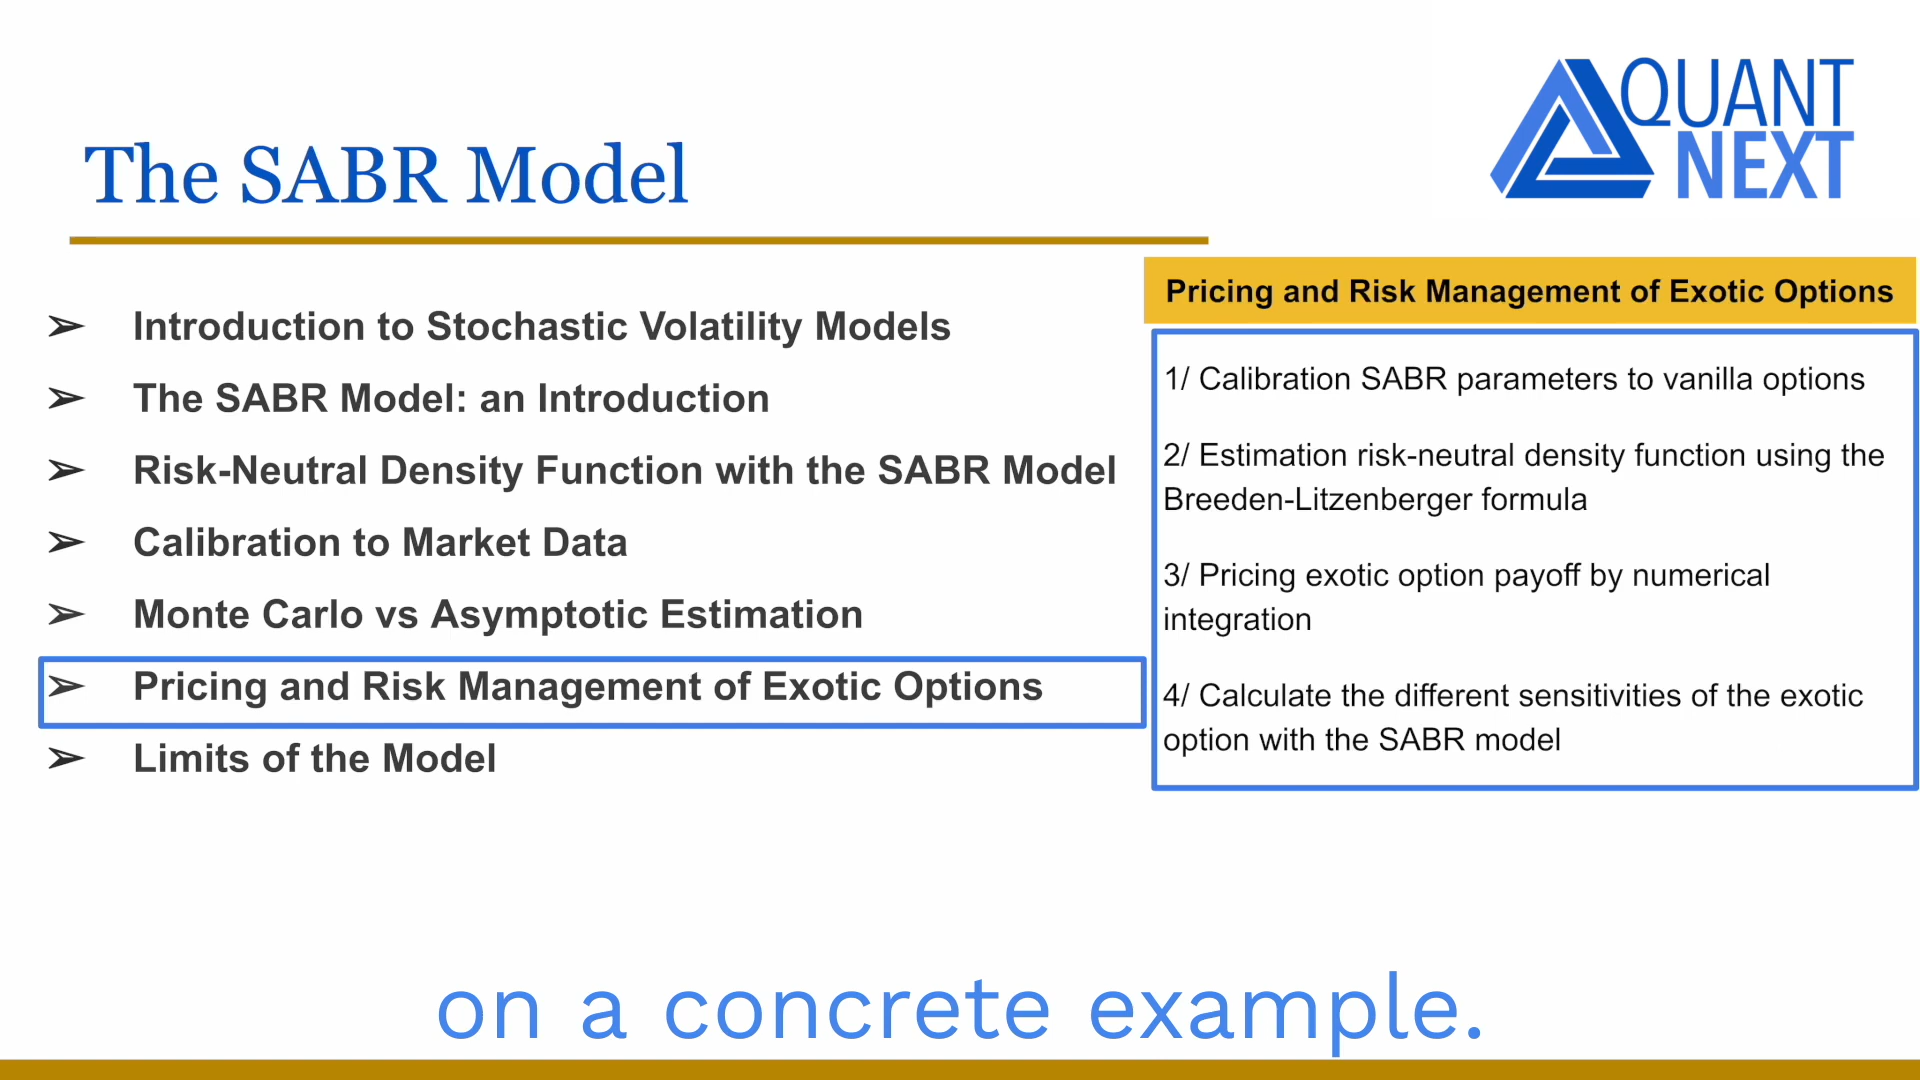 QUANT
NEXT
The SABR Model
➢ Introduction to Stochastic Volatility Models
➢ The SABR Model: an Introduction
➢ Risk-Neutral Density Function with the SABR Model
➢ Calibration to Market Data
➢ Monte Carlo vs Asymptotic Estimation
➢ Pricing and Risk Management of Exotic Options
➢ Limits of the Model
Pricing and Risk Management of Exotic Options
1/ Calibration SABR parameters to vanilla options
2/ Estimation risk-neutral density function using the
Breeden-Litzenberger formula
3/ Pricing exotic option payoff by numerical
integration
4/ Calculate the different sensitivities of the exotic
option with the SABR model
on a concrete example.